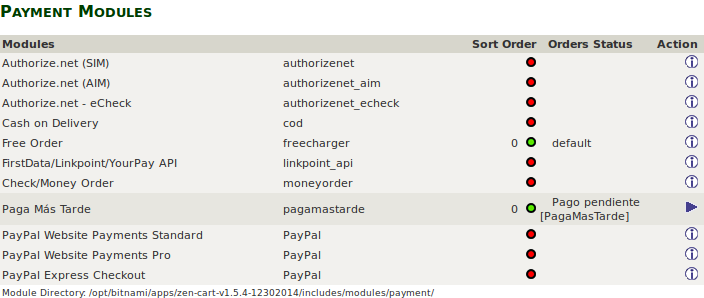 Payment Modules
Modules Sort Order Orders Status Action
Authorize.net (SIM) authorizenet
Authorize.net (AIM) authorizenet_aim
Authorize.net - eCheck authorizenet_echeck
Cash on Delivery cod
Free Order freecharger 0 default
FirstData/Linkpoint/YourPay API linkpoint_api
Check/Money Order moneyorder
Paga Más Tarde pagamastarde 0 Pago pendiente
[PagaMasTarde]
PayPal Website Payments Standard PayPal
PayPal Website Payments Pro PayPal
PayPal Express Checkout PayPal
Module Directory: /opt/bitnami/apps/zen-cart-v1.5.4-12302014/includes/modules/payment/